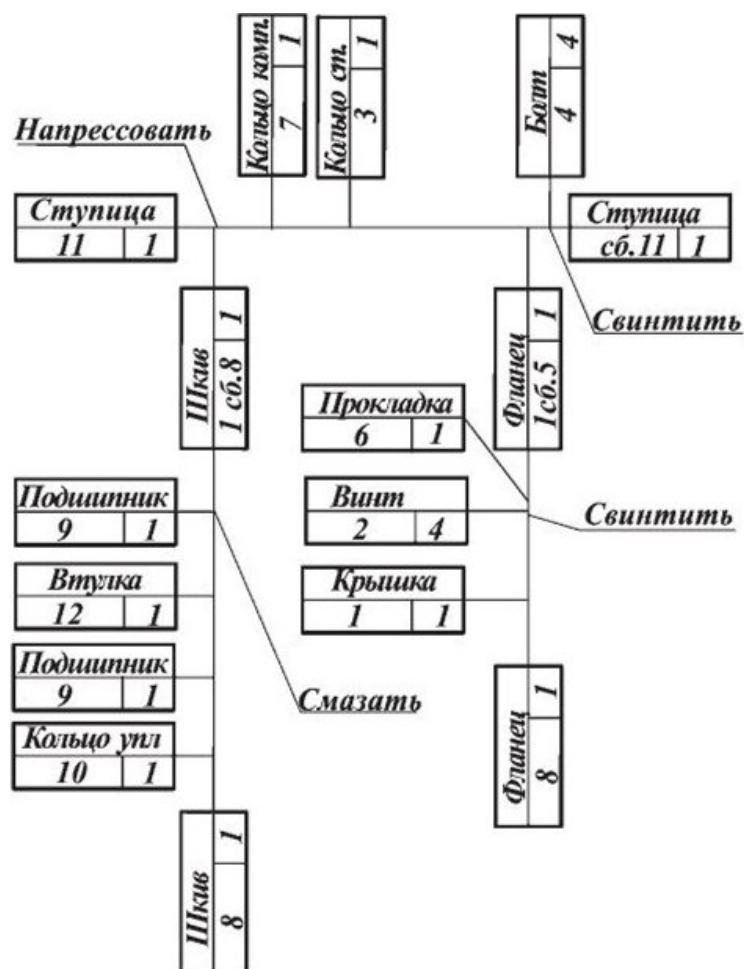 Кольцо комп.
7 1
Кольцо ст.
3 1
Болт
4 4
Напрессовать
Ступица
11 1
Ступица
сб.11 1
Свинтить
Шкив
1 сб.8 1
Фланец
1сб.5 1
Прокладка
6 1
Подшипник
9 1
Винт
2 4
Свинтить
Втулка
12 1
Крышка
1 1
Подшипник
9 1
Смазать
Кольцо упл
10 1
Фланец
8 1
Шкив
8 1